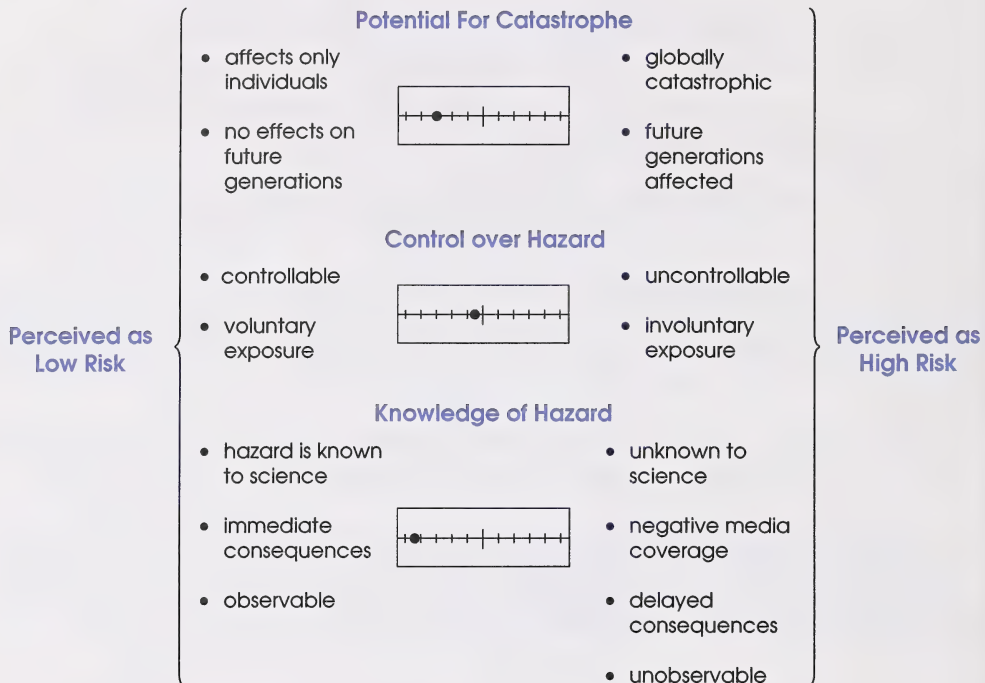 Potential For Catastrophe
• affects only
individuals
• no effects on
future
generations
• globally
catastrophic
• future
generations
affected
Control over Hazard
• controllable
• voluntary
exposure
• uncontrollable
• involuntary
exposure
Perceived as
Low Risk
Perceived as
High Risk
Knowledge of Hazard
• hazard is known
to science
• immediate
consequences
• observable
• unknown to
science
• negative media
coverage
• delayed
consequences
• unobservable